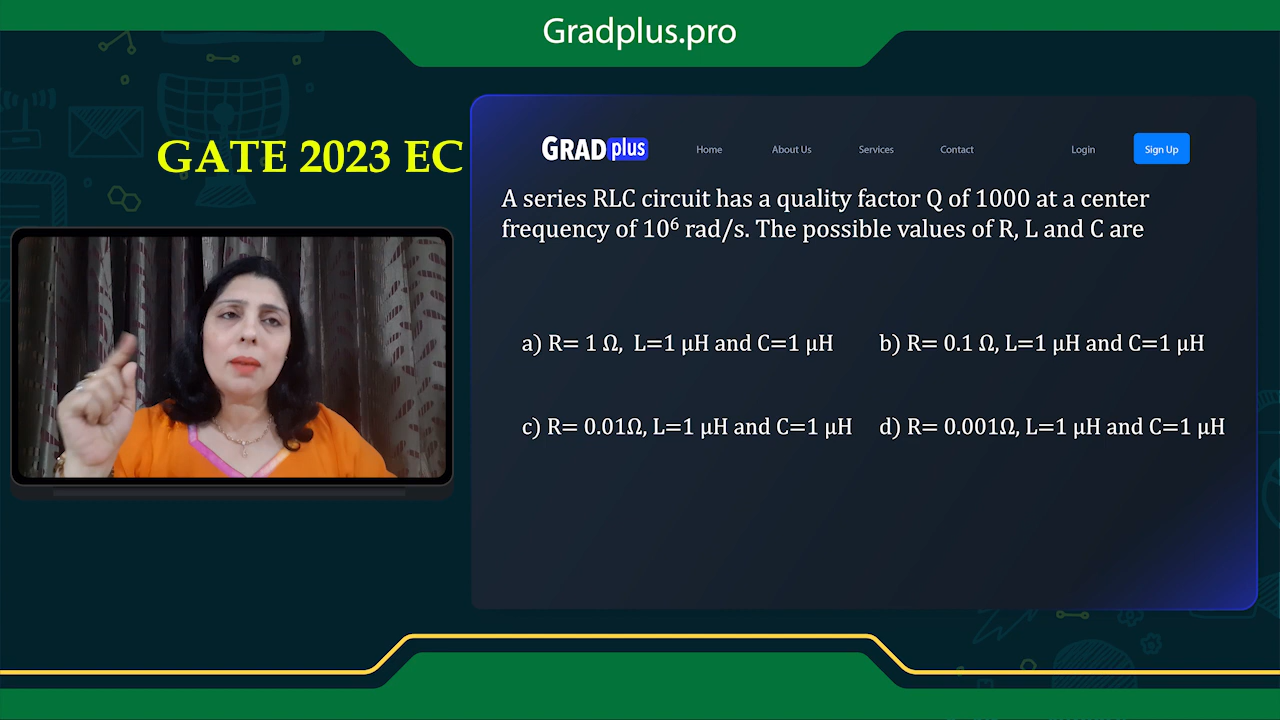 Gradplus.pro
GATE 2023 EC
GRAD plus Home About Us Services Contact Login Sign Up
A series RLC circuit has a quality factor Q of 1000 at a center
frequency of 10⁶ rad/s. The possible values of R, L and C are
a) R= 1 Ω, L=1 μH and C=1 μH b) R= 0.1 Ω, L=1 μH and C=1 μH
c) R= 0.01Ω, L=1 μH and C=1 μH d) R= 0.001Ω, L=1 μH and C=1 μH